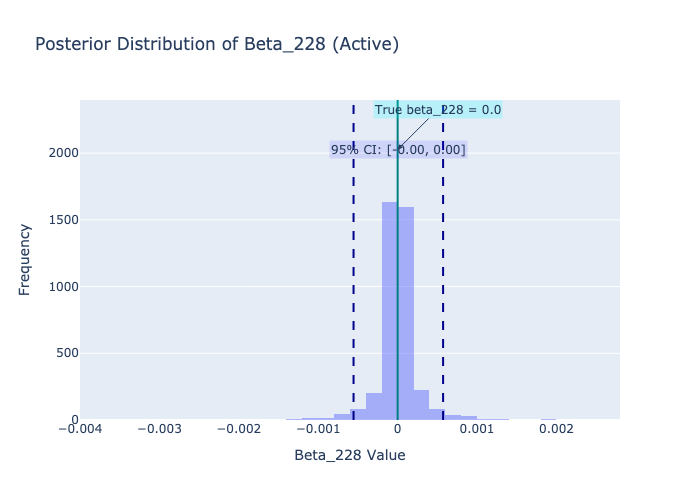 Posterior Distribution of Beta_228 (Active)
True beta_228 = 0.0
95% CI: [-0.00, 0.00]
2000
1500
1000
500
0
Frequency
−0.004
−0.003
−0.002
−0.001
0
0.001
0.002
Beta_228 Value